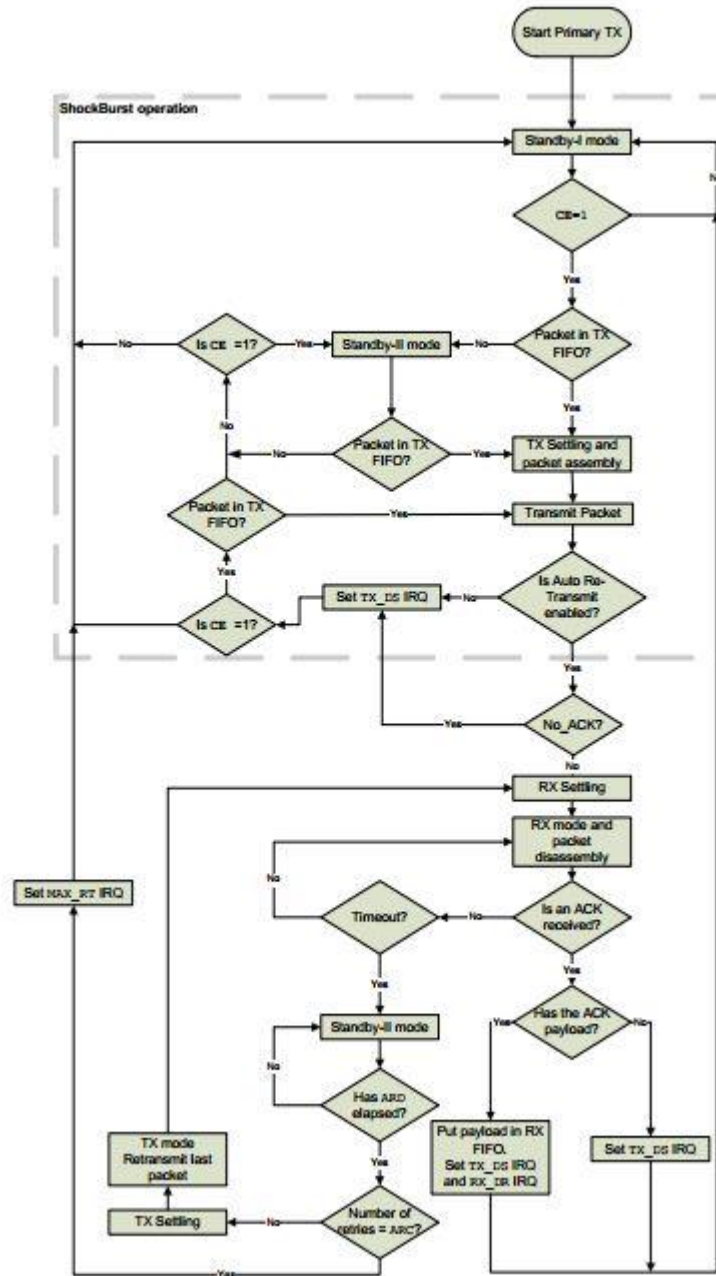 Start Primary TX
ShockBurst operation
Standby-I mode
CE=1
Yes
Is CE =1?
No
Yes
Standby-II mode
No
Packet in TX
FIFO?
Yes
No
Packet in TX
FIFO?
No
Yes
TX Settling and
packet assembly
Packet in TX
FIFO?
Yes
Transmit Packet
Yes
Is CE =1?
Set TX_DS IRQ
No
Is Auto Re-
Transmit
enabled?
Yes
Yes
No_ACK?
No
RX Settling
RX mode and
packet
disassembly
No
Set MAX_RT IRQ
Timeout?
No
Is an ACK
received?
Yes
Yes
Standby-II mode
Yes
Has the ACK
payload?
No
No
Has ARD
elapsed?
TX mode
Retransmit last
packet
Put payload in RX
FIFO.
Set TX_DS IRQ
and RX_DR IRQ
Set TX_DS IRQ
Yes
TX Settling
No
Number of
retries = ARC?
Yes